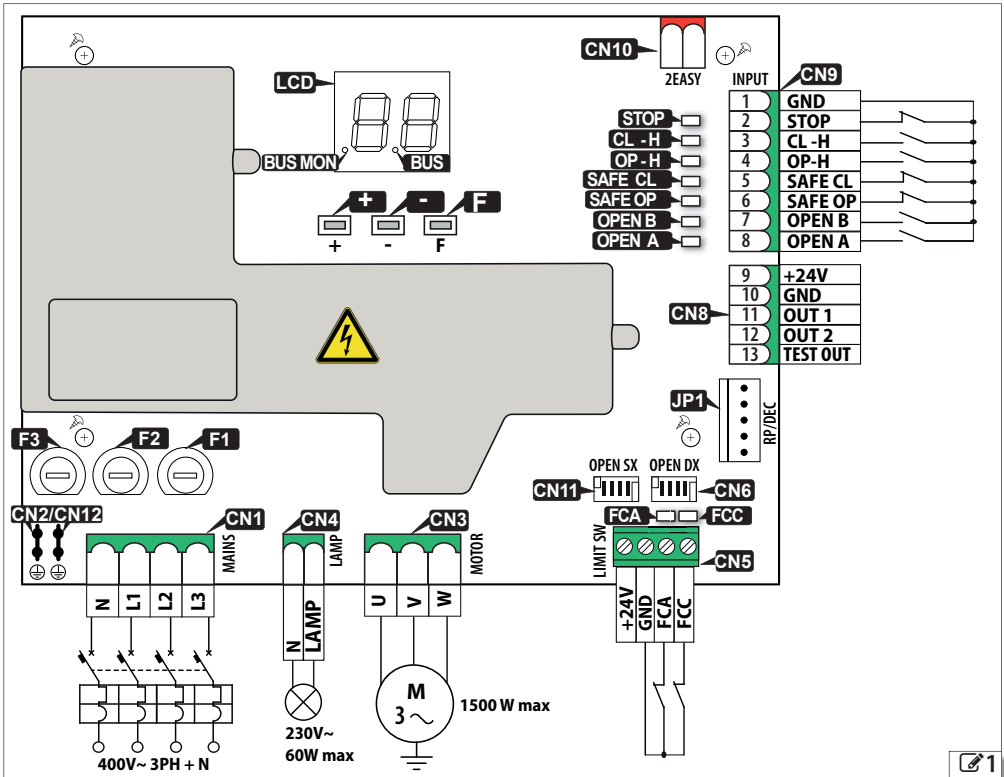 CN10
2EASY
INPUT
CN9
LCD
BUS MON
BUS
+
-
F
+
-
F
STOP
CL -H
OP - H
SAFE CL
SAFE OP
OPEN B
OPEN A
1 GND
2 STOP
3 CL -H
4 OP-H
5 SAFE CL
6 SAFE OP
7 OPEN B
8 OPEN A
CN8
9 +24V
10 GND
11 OUT 1
12 OUT 2
13 TEST OUT
JP1
RP/DEC
F3
F2
F1
OPEN SX
OPEN DX
CN11
CN6
FCA
FCC
CN2/CN12
CN1
MAINS
CN4
LAMP
CN3
MOTOR
LIMIT SW
CN5
N
L1
L2
L3
N
LAMP
U
V
W
+24V
GND
FCA
FCC
M
3 ~
1500 W max
230V~
60W max
400V~ 3PH + N
1